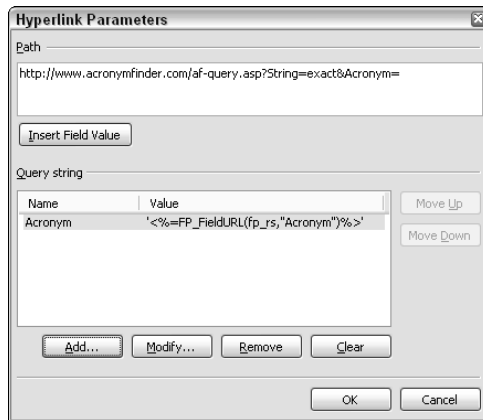 Hyperlink Parameters
Path
http://www.acronymfinder.com/af-query.asp?String=exact&Acronym=
Insert Field Value
Query string
Name Value
Acronym '<%=FP_FieldURL(fp_rs,"Acronym")%>'
Move Up
Move Down
Add... Modify... Remove Clear
OK Cancel